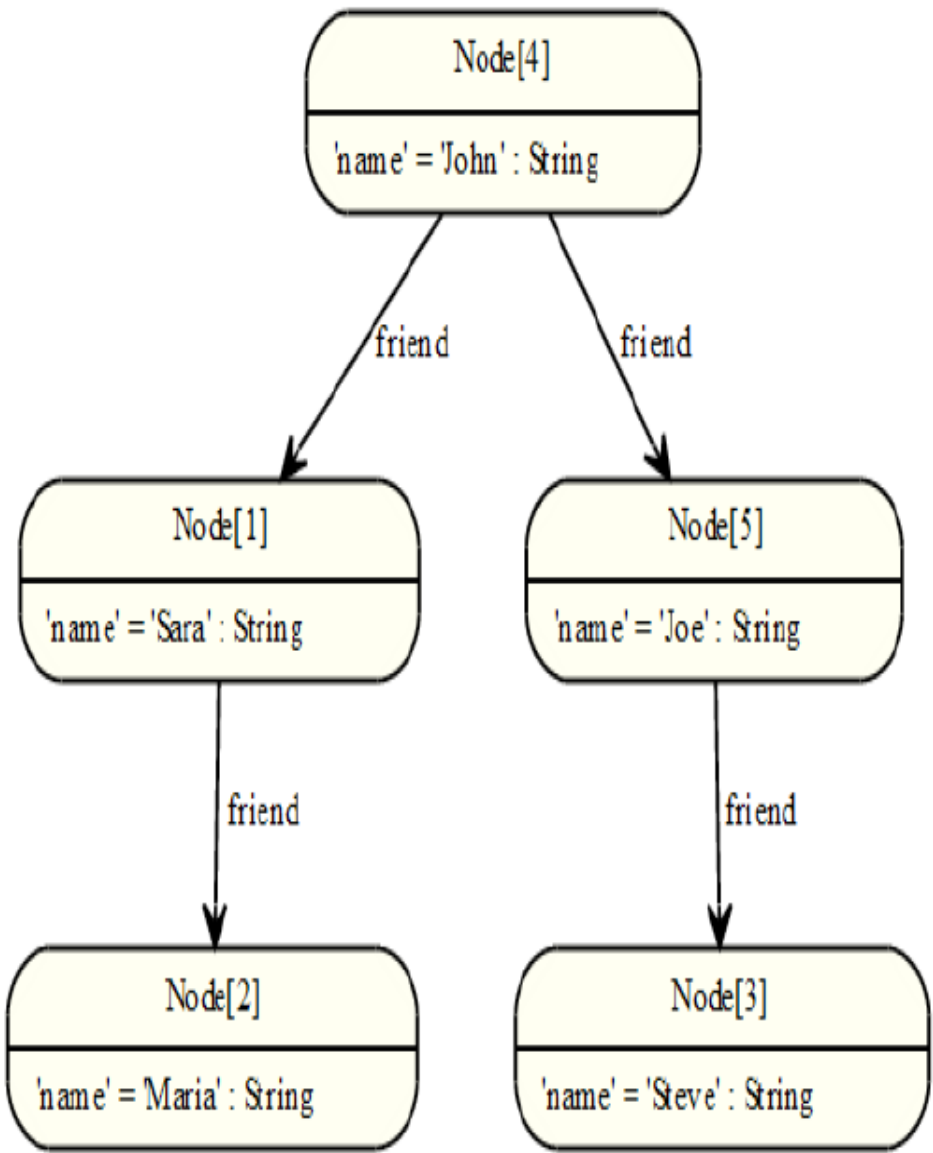 Node[4]
'name' = 'John' : String
friend
friend
Node[1]
'name' = 'Sara' : String
Node[5]
'name' = 'Joe' : String
friend
friend
Node[2]
'name' = 'Maria' : String
Node[3]
'name' = 'Steve' : String